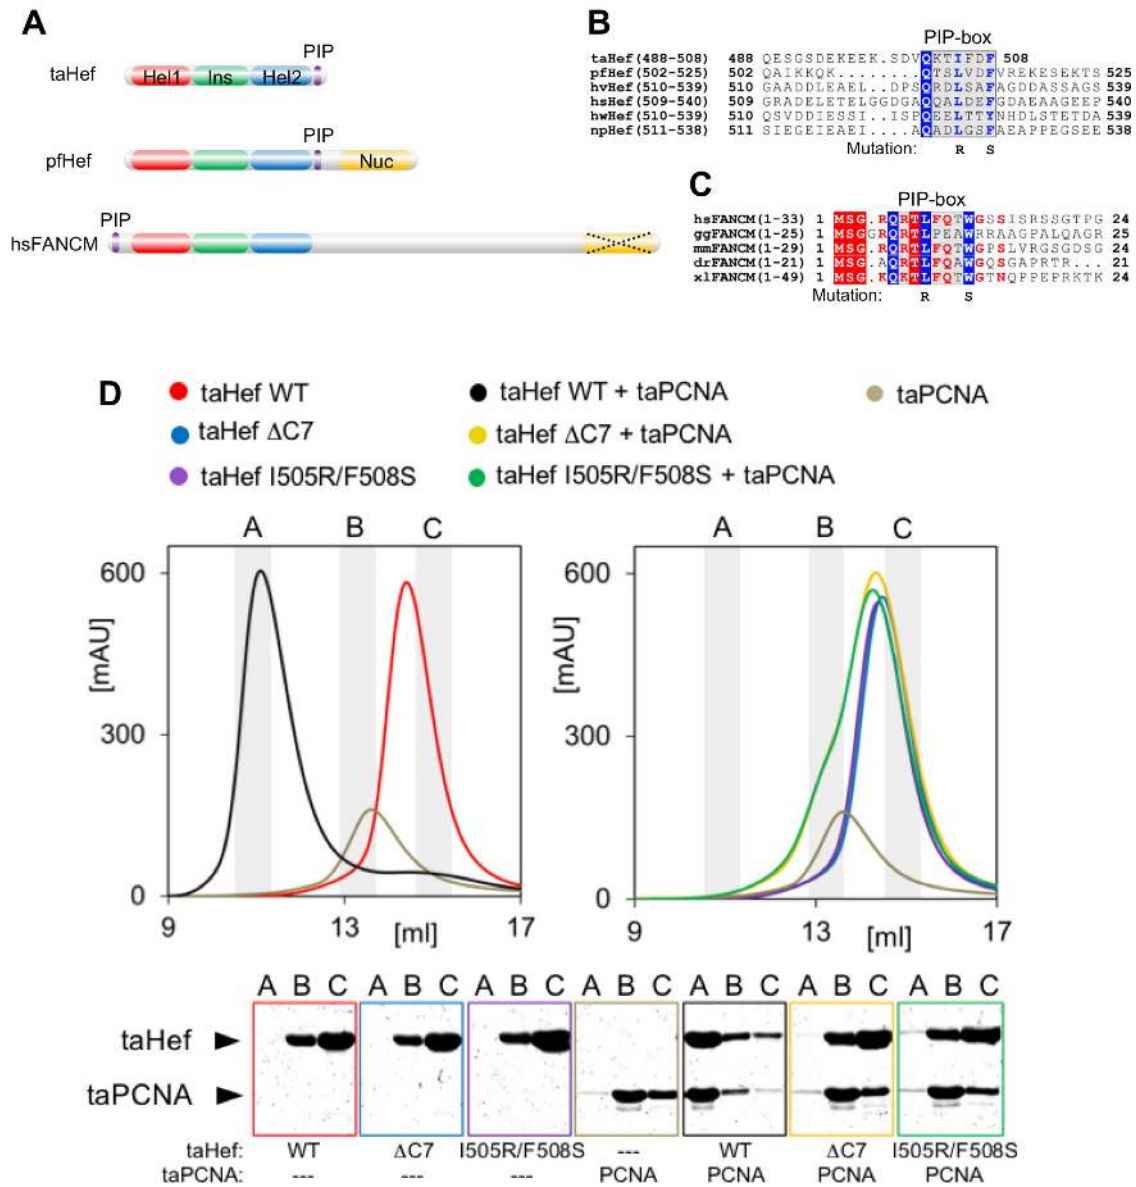 A
PIP
taHef Hel1 Ins Hel2
PIP
pfHef Nuc
PIP
hsFANCM
B
PIP-box
taHef(488-508) 488 QESGSDEKEEK.SDVQKTIFDF 508
pfHef(502-525) 502 QAIKKQK........QTSLVDFVREKESEKTS 525
hvHef(510-539) 510 GAADDLEAEL..DPSQRDLSAFAGDDASSAGS 539
hsHef(509-540) 509 GRADELETELGGDGAQQALDEFGDAEAAGEEP 540
hwHef(510-539) 510 QSVDDIESSI..ISPQEELTTYNHDLSTETDA 539
npHef(511-538) 511 SIEGEIEAEI....AQADLGSFAEAPPEGSEE 538
Mutation: R S
C
PIP-box
hsFANCM(1-33) 1 MSG.RQRTLFQTWGSSISRSSGTPG 24
ggFANCM(1-25) 1 MSGGRQRTLPEAWRRAAGPALQAGR 25
mmFANCM(1-29) 1 MSG.RQRTLFQTWGPSLVRGSGDSG 24
drFANCM(1-21) 1 MSG.AQRTLFQAWGQSGAPRTR... 21
xlFANCM(1-49) 1 MSG.KQKTLFQTWGTNQPPEPRKTK 24
Mutation: R S
D
taHef WT taHef WT + taPCNA taPCNA
taHef ΔC7 taHef ΔC7 + taPCNA
taHef I505R/F508S taHef I505R/F508S + taPCNA
A B C A B C
600 600
[mAU] [mAU]
300 300
0 0
9 13 [ml] 17 9 13 [ml] 17
A B C A B C A B C A B C A B C A B C A B C
taHef
taPCNA
taHef: WT ΔC7 I505R/F508S --- WT ΔC7 I505R/F508S
taPCNA: --- --- --- PCNA PCNA PCNA PCNA